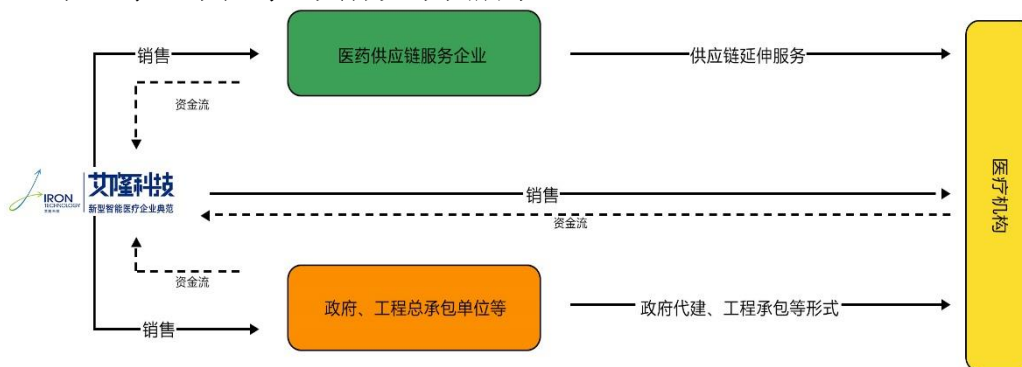 销售
医药供应链服务企业
供应链延伸服务
资金流
IRON
TECHNOLOGY
艾隆科技
新型智能医疗企业典范
销售
资金流
医疗机构
资金流
政府、工程总承包单位等
政府代建、工程承包等形式
销售